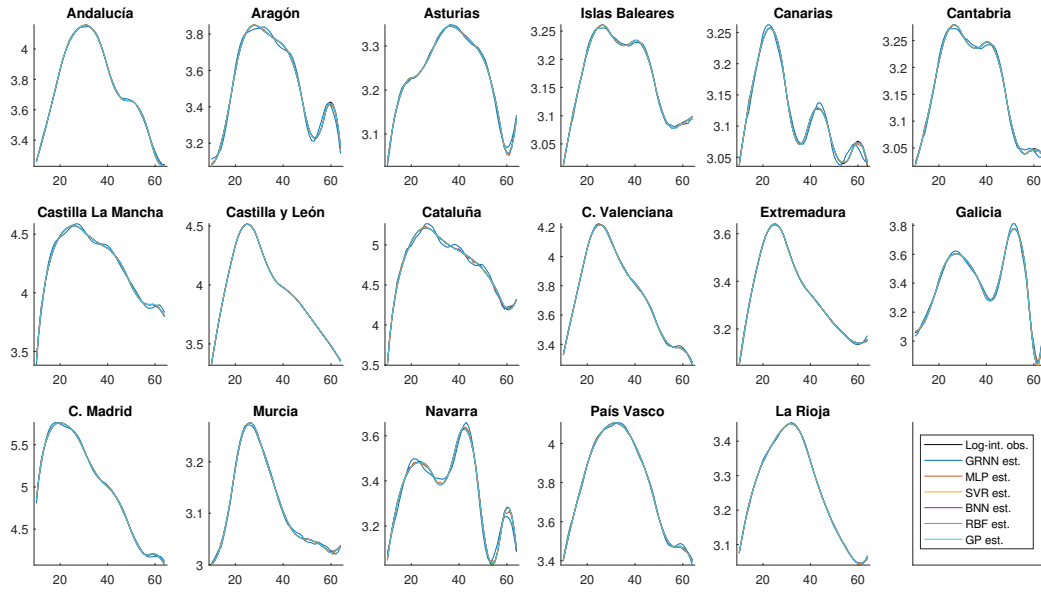 Andalucía
Aragón
Asturias
Islas Baleares
Canarias
Cantabria
4
3.8
3.6
3.4
20 40 60
3.8
3.6
3.4
3.2
20 40 60
3.3
3.2
3.1
20 40 60
3.25
3.2
3.15
3.1
3.05
20 40 60
3.25
3.2
3.15
3.1
3.05
20 40 60
3.25
3.2
3.15
3.1
3.05
20 40 60
Castilla La Mancha
Castilla y León
Cataluña
C. Valenciana
Extremadura
Galicia
4.5
4
3.5
20 40 60
4.5
4
3.5
20 40 60
5
4.5
4
3.5
20 40 60
4.2
4
3.8
3.6
3.4
20 40 60
3.6
3.4
3.2
20 40 60
3.8
3.6
3.4
3.2
3
20 40 60
C. Madrid
Murcia
Navarra
País Vasco
La Rioja
5.5
5
4.5
20 40 60
3.2
3.1
3
20 40 60
3.6
3.4
3.2
20 40 60
4
3.8
3.6
3.4
20 40 60
3.4
3.3
3.2
3.1
20 40 60
Log-int. obs.
GRNN est.
MLP est.
SVR est.
BNN est.
RBF est.
GP est.